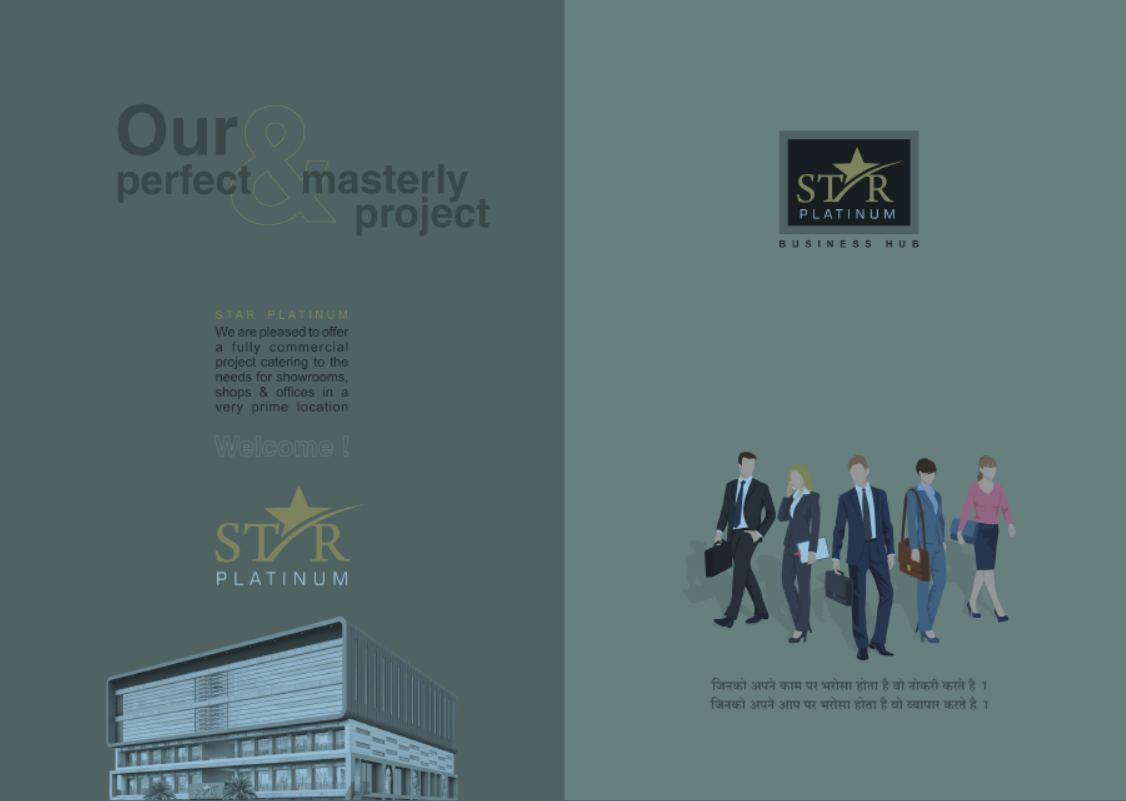 Our &
perfect masterly
project
STAR PLATINUM
We are pleased to offer
a fully commercial
project catering to the
needs for showrooms,
shops & offices in a
very prime location
Welcome !
STAR
PLATINUM
STAR
PLATINUM
BUSINESS HUB
जिनको अपने काम पर भरोसा होता है वो नोकरी करते है ।
जिनको अपने आप पर भरोसा होता है वो व्यापार करते है ।